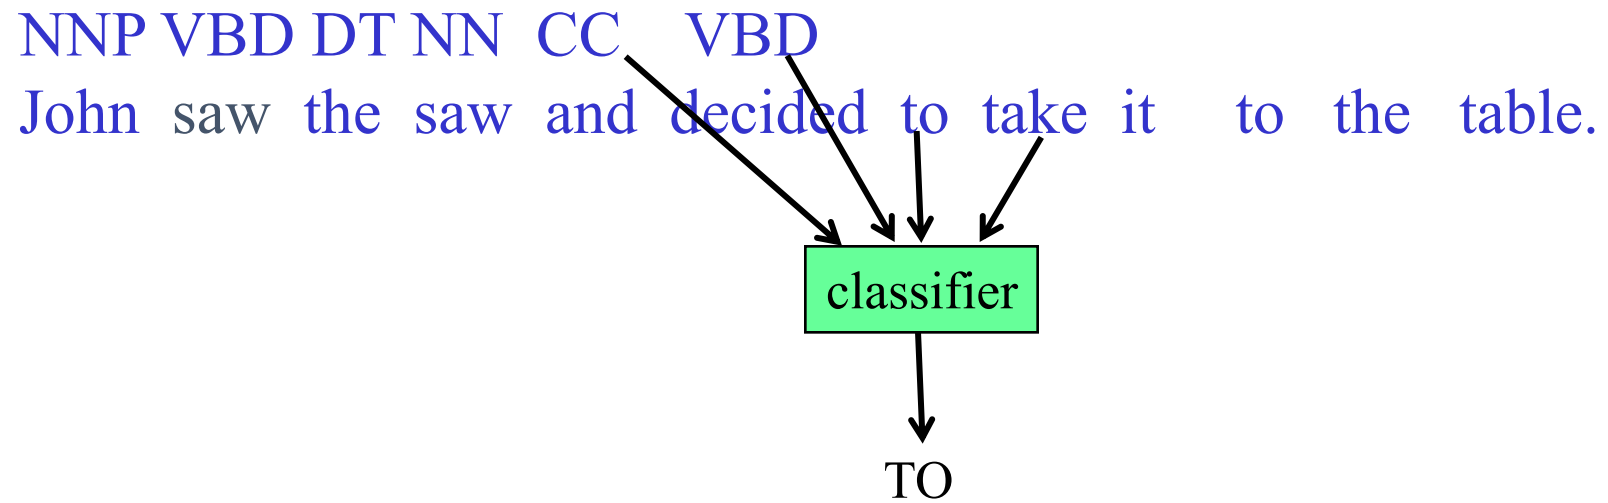 NNP VBD DT NN CC VBD
John saw the saw and decided to take it to the table.
classifier
TO